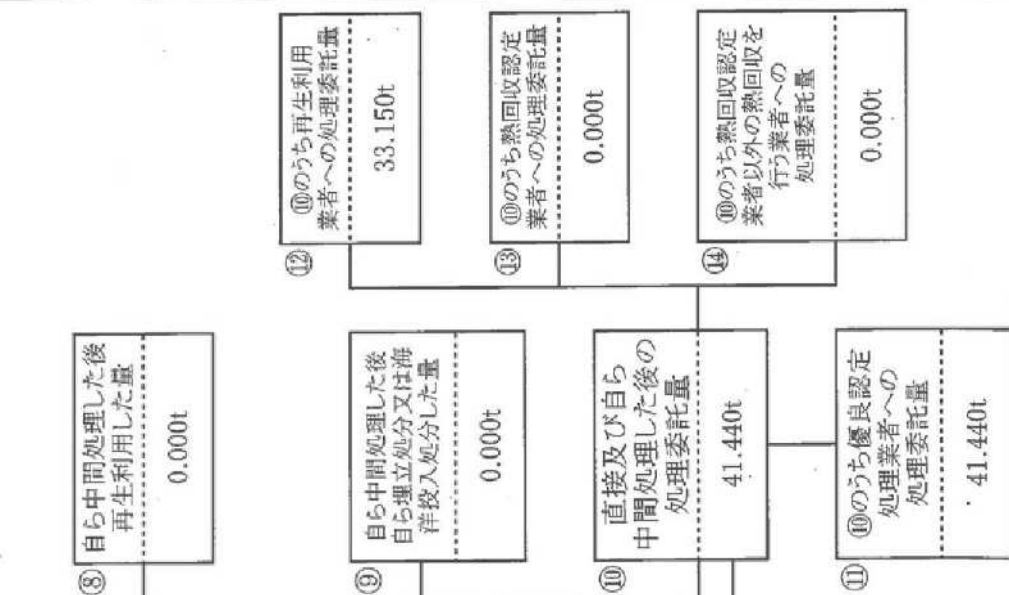 ⑧
自ら中間処理した後
再生利用した量
0.000t
⑨
自ら中間処理した後
自ら埋立処分又は海
洋投入処分した量
0.000t
⑩
直接及び自ら
中間処理した後の
処理委託量
41.440t
⑪
⑩のうち優良認定
処理業者への
処理委託量
41.440t
⑫
⑩のうち再生利用
業者への処理委託量
33.150t
⑬
⑩のうち熱回収認定
業者への処理委託量
0.000t
⑭
⑩のうち熱回収認定
業者以外の熱回収を
行う業者への
処理委託量
0.000t